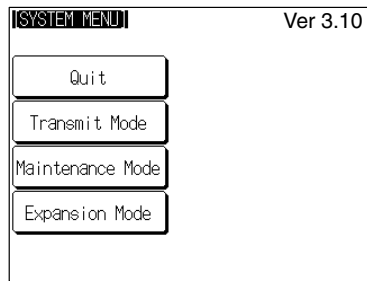 [SYSTEM MENU] Ver 3.10
Quit
Transmit Mode
Maintenance Mode
Expansion Mode